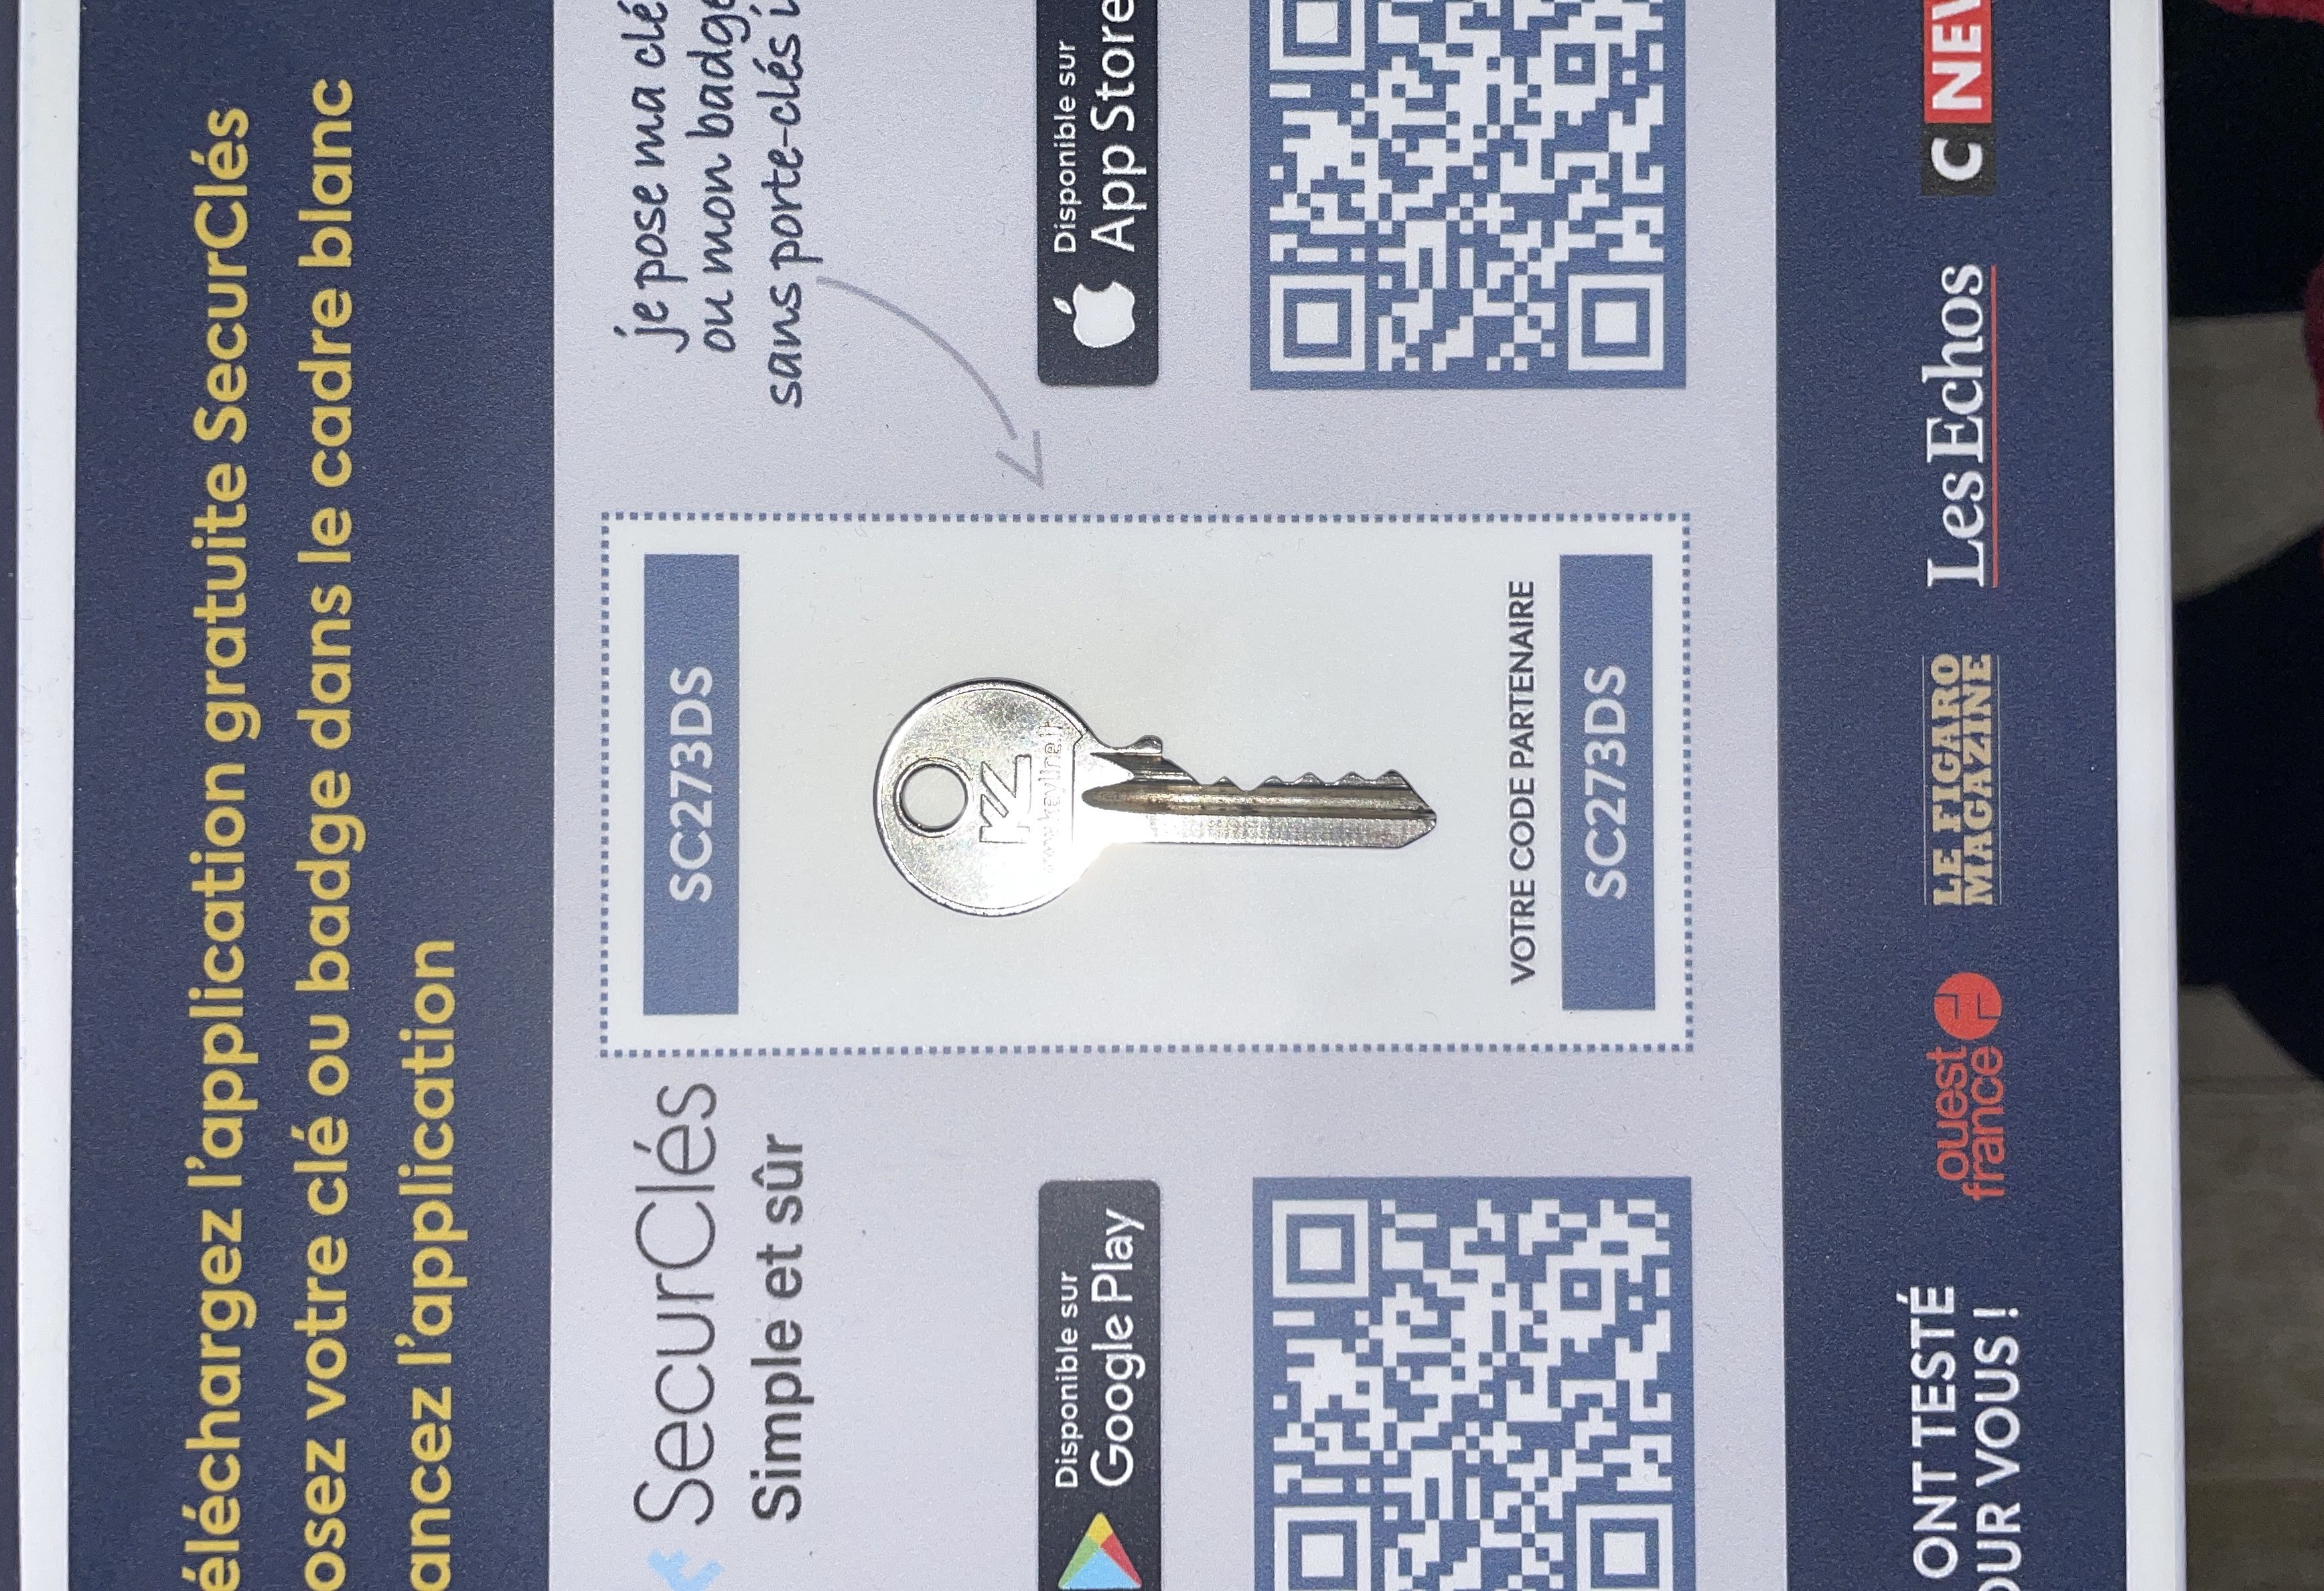 éléchargez l'application gratuite SecurClés
osez votre clé ou badge dans le cadre blanc
ancez l'application
SecurClés
Simple et sûr
SC273DS
je pose ma clé
ou mon badge
sans porte-clés i
KL
www.keyline.it
Disponible sur
Google Play
Disponible sur
App Store
VOTRE CODE PARTENAIRE
SC273DS
ONT TESTÉ
OUR VOUS !
ouest
france
LE FIGARO
MAGAZINE
Les Echos
C NEW